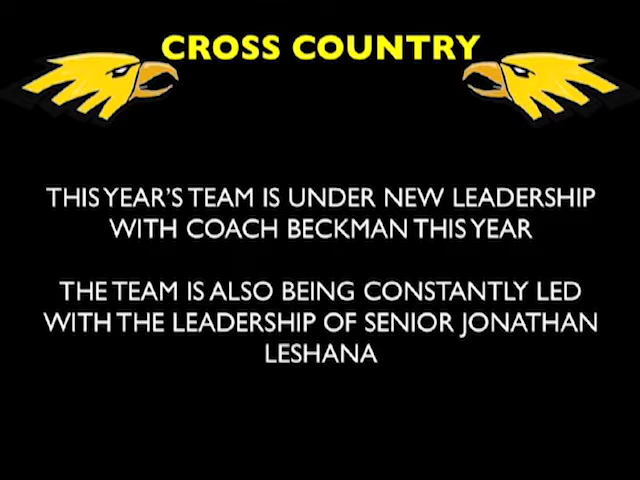 CROSS COUNTRY
THIS YEAR'S TEAM IS UNDER NEW LEADERSHIP
WITH COACH BECKMAN THIS YEAR
THE TEAM IS ALSO BEING CONSTANTLY LED
WITH THE LEADERSHIP OF SENIOR JONATHAN
LESHANA